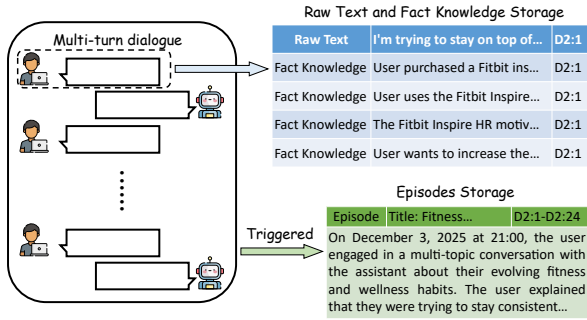 Raw Text and Fact Knowledge Storage
Multi-turn dialogue
Raw Text I'm trying to stay on top of... D2:1
Fact Knowledge User purchased a Fitbit ins... D2:1
Fact Knowledge User uses the Fitbit Inspire... D2:1
Fact Knowledge The Fitbit Inspire HR motiv... D2:1
Fact Knowledge User wants to increase the... D2:1
Episodes Storage
Triggered
Episode Title: Fitness... D2:1-D2:24
On December 3, 2025 at 21:00, the user
engaged in a multi-topic conversation with
the assistant about their evolving fitness
and wellness habits. The user explained
that they were trying to stay consistent...